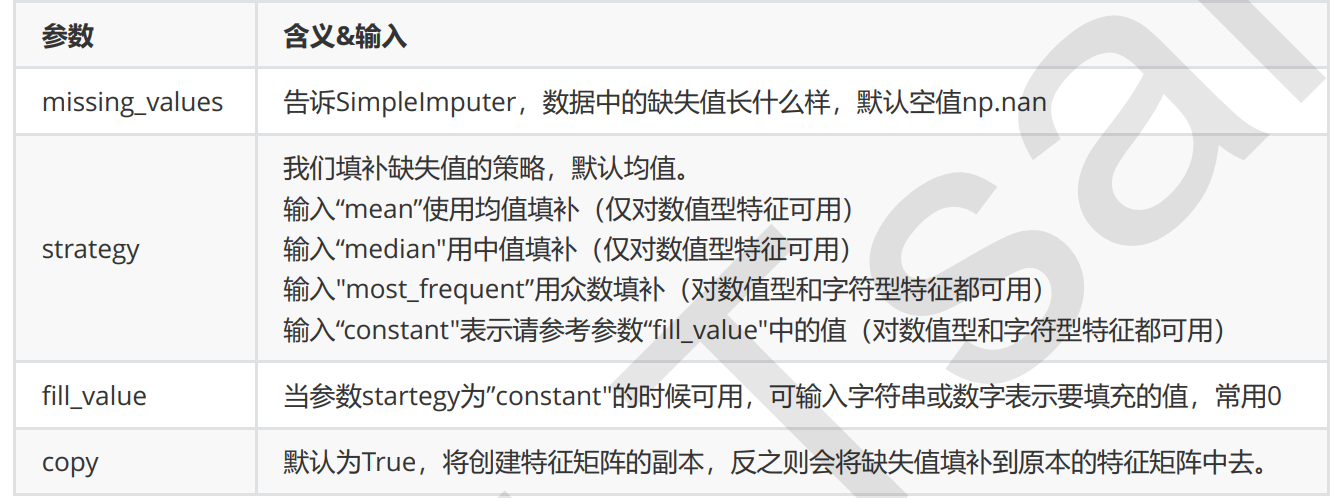 参数 含义&输入
missing_values 告诉SimpleImputer，数据中的缺失值长什么样，默认空值np.nan
我们填补缺失值的策略，默认均值。
输入“mean”使用均值填补（仅对数值型特征可用）
strategy 输入“median"用中值填补（仅对数值型特征可用）
输入"most_frequent”用众数填补（对数值型和字符型特征都可用）
输入“constant"表示请参考参数“fill_value"中的值（对数值型和字符型特征都可用）
fill_value 当参数startegy为”constant"的时候可用，可输入字符串或数字表示要填充的值，常用0
copy 默认为True，将创建特征矩阵的副本，反之则会将缺失值填补到原本的特征矩阵中去。
Tsai